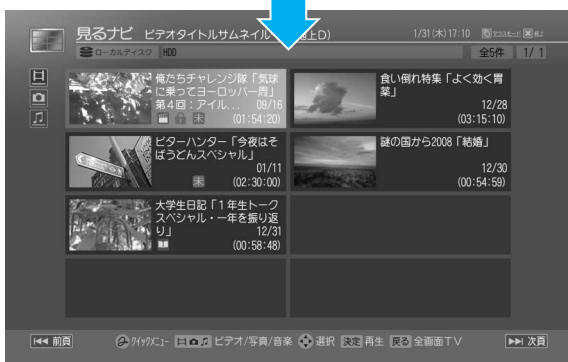 見るナビ ビデオタイトルサムネイル 上D) 1/31(木)17:10
ローカルディスク HDD 全5件 1/ 1
俺たちチャレンジ隊「気球
に乗ってヨーロッパ一周」
第4回:アイル... 09/16
(01:54:20)
食い倒れ特集「よく効く胃
薬」
12/28
(03:15:10)
ビターハンター「今夜はそ
ばうどんスペシャル」
01/11
未 (02:30:00)
謎の国から2008「結婚」
12/30
(00:54:59)
大学生日記「1年生トーク
スペシャル・一年を振り返
り」 12/31
(00:58:48)
前頁 クイックメニュー ビデオ/写真/音楽 選択 決定 再生 戻る 全画面TV 次頁